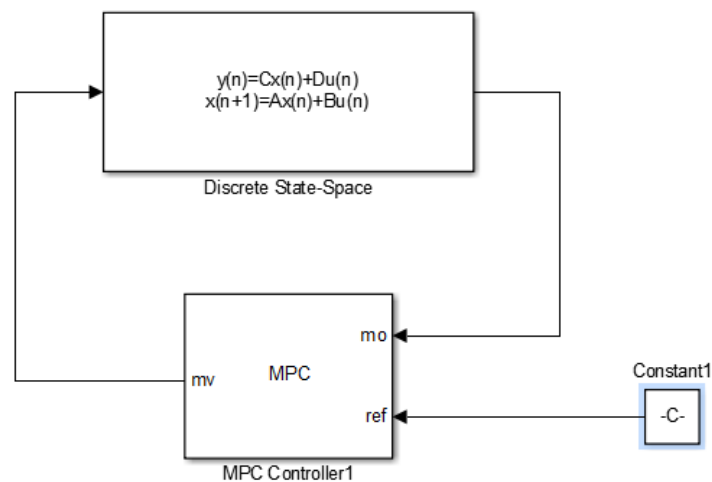 y(n)=Cx(n)+Du(n)
x(n+1)=Ax(n)+Bu(n)
Discrete State-Space
mo
MPC
mv
ref
MPC Controller1
Constant1
-C-